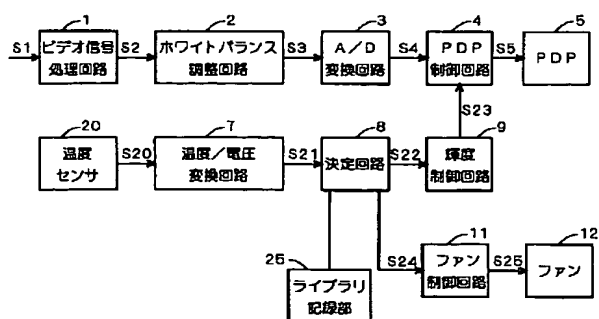 1
2
3
4
5
S1
ビデオ信号
処理回路
S2
ホワイトバランス
調整回路
S3
A/D
変換回路
S4
PDP
制御回路
S5
PDP
S23
20
7
8
9
温度
センサ
S20
温度/電圧
変換回路
S21
決定回路
S22
輝度
制御回路
11
12
25
ライブラリ
記録部
S24
ファン
制御回路
S25
ファン